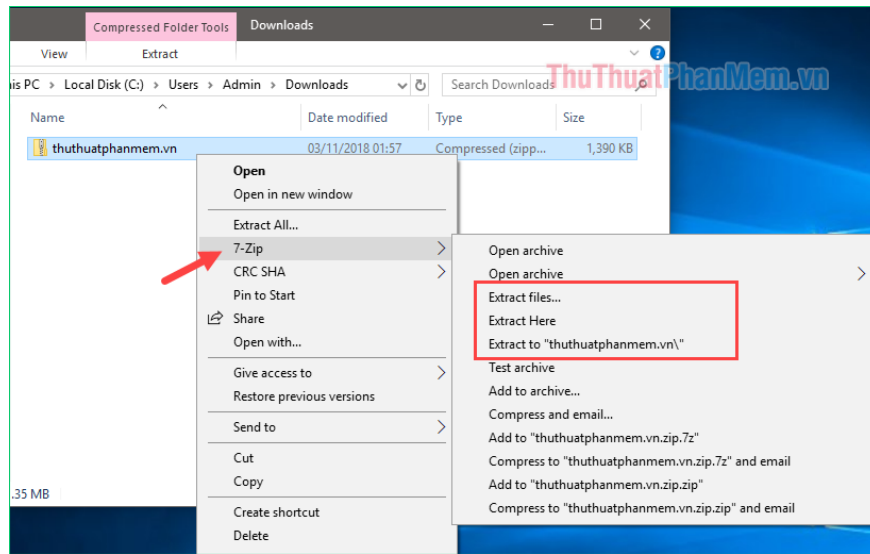 Compressed Folder Tools Downloads
View Extract
his PC > Local Disk (C:) > Users > Admin > Downloads Search Downloads
ThuThuatPhanMem.vn
Name Date modified Type Size
thuthuatphanmem.vn 03/11/2018 01:57 Compressed (zipp... 1,390 KB
Open
Open in new window
Extract All...
7-Zip
CRC SHA
Pin to Start
Share
Open with...
Give access to
Restore previous versions
Send to
Cut
Copy
Create shortcut
Delete
Open archive
Open archive
Extract files...
Extract Here
Extract to "thuthuatphanmem.vn\"
Test archive
Add to archive...
Compress and email...
Add to "thuthuatphanmem.vn.zip.7z"
Compress to "thuthuatphanmem.vn.zip.7z" and email
Add to "thuthuatphanmem.vn.zip.zip"
Compress to "thuthuatphanmem.vn.zip.zip" and email
.35 MB